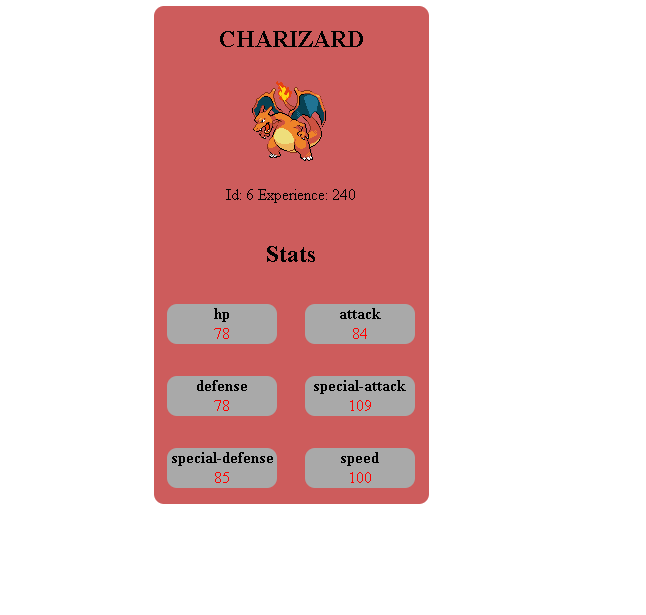 CHARIZARD
Id: 6 Experience: 240
Stats
hp
78
attack
84
defense
78
special-attack
109
special-defense
85
speed
100